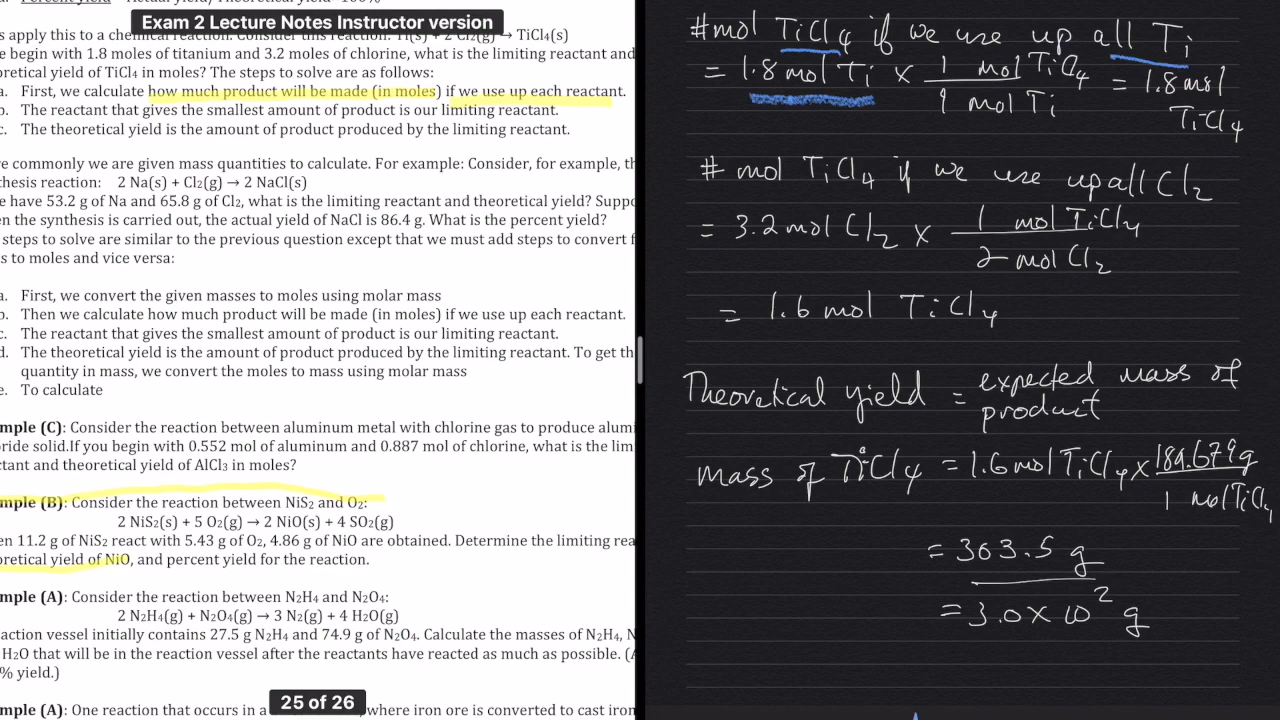 Exam 2 Lecture Notes Instructor version
apply this to a chemical reaction. Consider this reaction: Ti(s) + 2 Cl₂(g) → TiCl₄(s)
begin with 1.8 moles of titanium and 3.2 moles of chlorine, what is the limiting reactant and
yield of TiCl₄ in moles? The steps to solve are as follows:
a. First, we calculate how much product will be made (in moles) if we use up each reactant.
b. The reactant that gives the smallest amount of product is our limiting reactant.
c. The theoretical yield is the amount of product produced by the limiting reactant.
commonly we are given mass quantities to calculate. For example: Consider, for example,
reaction: 2 Na(s) + Cl₂(g) → 2 NaCl(s)
have 53.2 g of Na and 65.8 g of Cl₂, what is the limiting reactant and theoretical yield?
the synthesis is carried out, the actual yield of NaCl is 86.4 g. What is the percent yield?
steps to solve are similar to the previous question except that we must add steps to convert
to moles and vice versa:
a. First, we convert the given masses to moles using molar mass
b. Then we calculate how much product will be made (in moles) if we use up each reactant.
c. The reactant that gives the smallest amount of product is our limiting reactant.
d. The theoretical yield is the amount of product produced by the limiting reactant. To get
quantity in mass, we convert the moles to mass using molar mass
e. To calculate
(C): Consider the reaction between aluminum metal with chlorine gas to produce
solid.If you begin with 0.552 mol of aluminum and 0.887 mol of chlorine, what is the
and theoretical yield of AlCl₃ in moles?
(B): Consider the reaction between NiS₂ and O₂:
2 NiS₂(s) + 5 O₂(g) → 2 NiO(s) + 4 SO₂(g)
11.2 g of NiS₂ react with 5.43 g of O₂, 4.86 g of NiO are obtained. Determine the limiting
yield of NiO, and percent yield for the reaction.
(A): Consider the reaction between N₂H₄ and N₂O₄:
2 N₂H₄(g) + N₂O₄(g) → 3 N₂(g) + 4 H₂O(g)
vessel initially contains 27.5 g N₂H₄ and 74.9 g of N₂O₄. Calculate the masses of N₂H₄,
H₂O that will be in the reaction vessel after the reactants have reacted as much as possible.
% yield.)
25 of 26
(A): One reaction that occurs in a where iron ore is converted to cast iron
#mol TiCl₄ if we use up all Ti
= 1.8 mol Ti × 1 mol TiCl₄ / 1 mol Ti = 1.8 mol
TiCl₄
# mol TiCl₄ if we use up all Cl₂
= 3.2 mol Cl₂ × 1 mol TiCl₄ / 2 mol Cl₂
= 1.6 mol TiCl₄
Theoretical yield = expected mass of
product
mass of TiCl₄ = 1.6 mol TiCl₄ × 189.679g / 1 mol TiCl₄
= 303.5 g
= 3.0 × 10² g